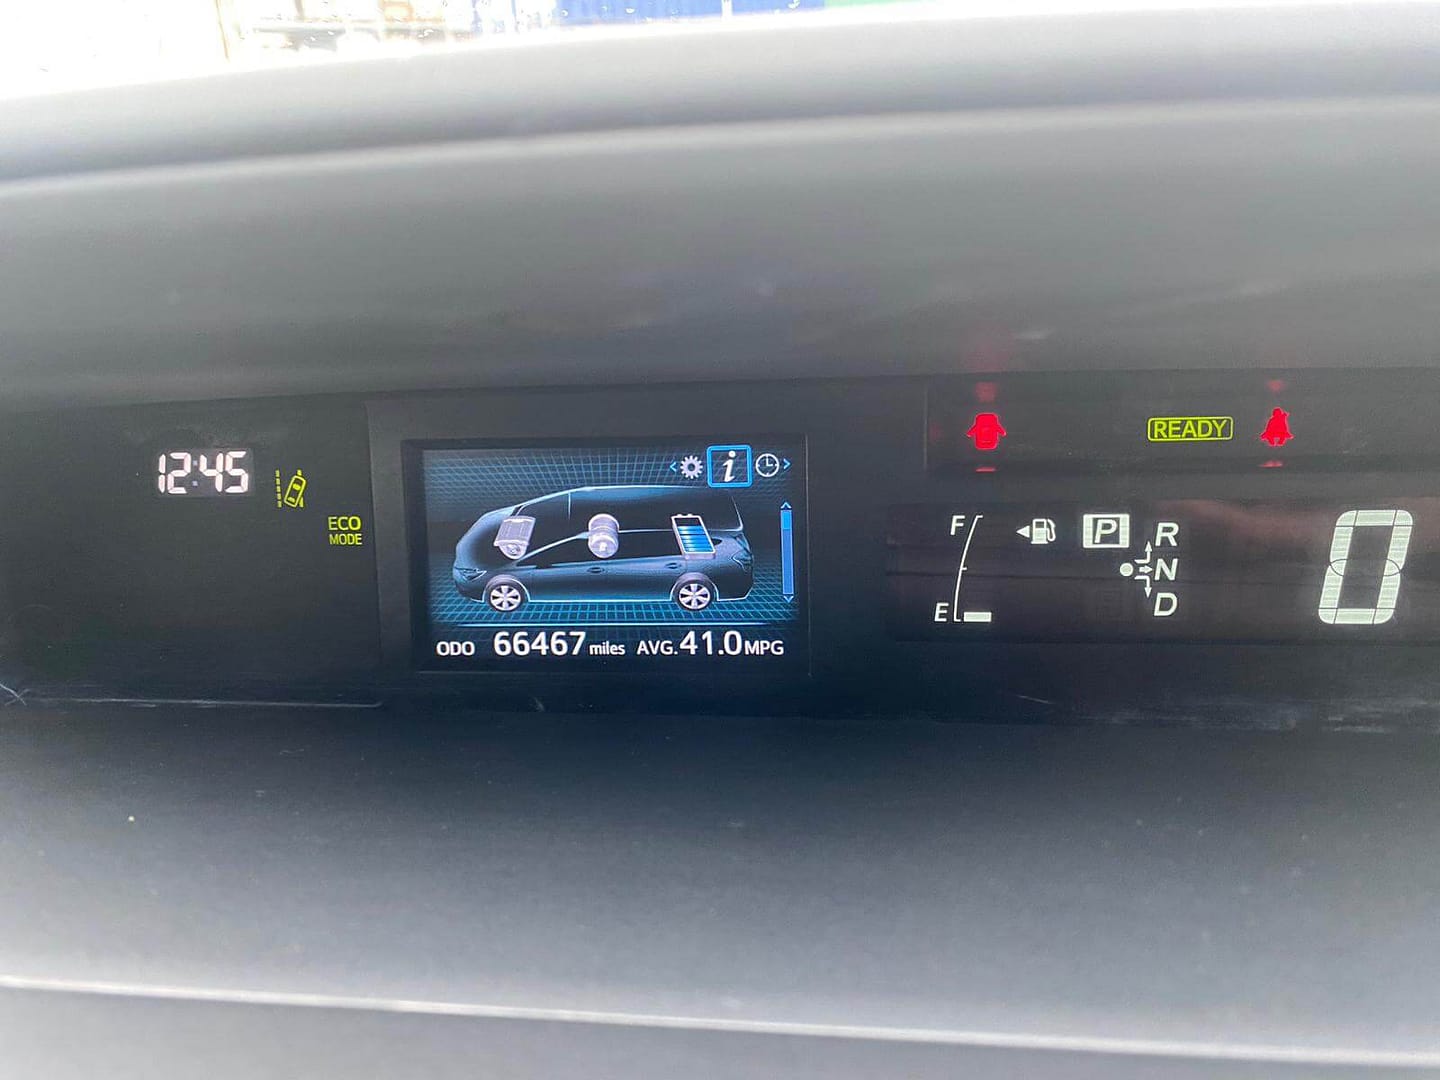 12:45
ECO
MODE
i
ODO 66467 miles AVG. 41.0 MPG
READY
F
E
P
R
N
D
0